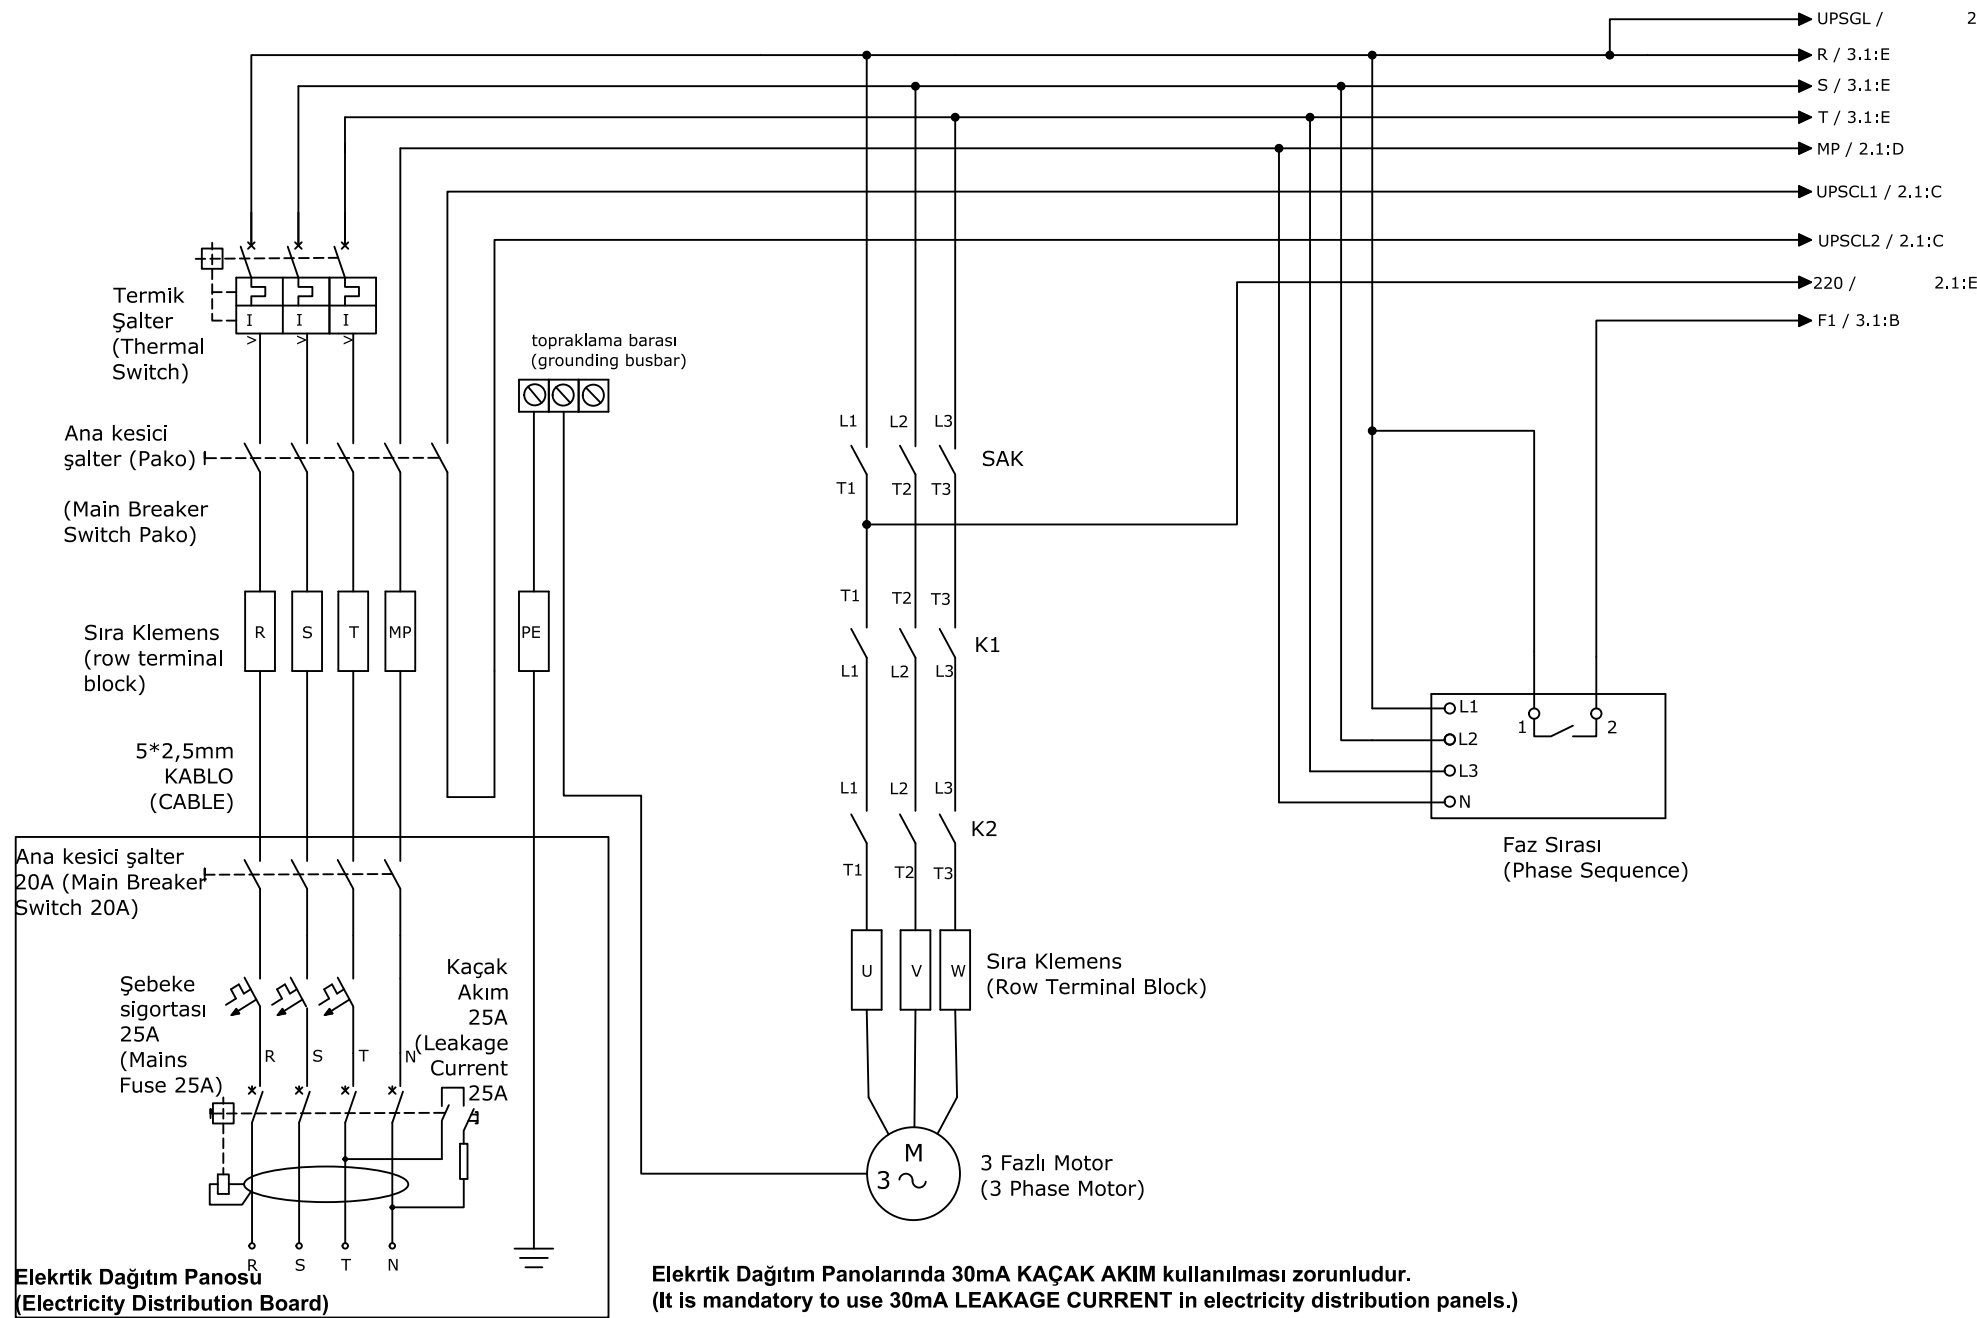 UPSGL / 2
R / 3.1:E
S / 3.1:E
T / 3.1:E
MP / 2.1:D
UPSCL1 / 2.1:C
UPSCL2 / 2.1:C
220 / 2.1:E
F1 / 3.1:B
Termik
Şalter
(Thermal
Switch)
I I I
> > >
topraklama barası
(grounding busbar)
Ana kesici
şalter (Pako)
(Main Breaker
Switch Pako)
L1 L2 L3
SAK
T1 T2 T3
Sıra Klemens
(row terminal
block)
R S T MP PE
T1 T2 T3
K1
L1 L2 L3
5*2,5mm
KABLO
(CABLE)
L1 L2 L3
K2
T1 T2 T3
L1
L2
L3
N
1 2
Faz Sırası
(Phase Sequence)
Ana kesici şalter
20A (Main Breaker
Switch 20A)
Şebeke
sigortası
25A
(Mains
Fuse 25A)
R S T N
Kaçak
Akım
25A
(Leakage
Current
25A
U V W
Sıra Klemens
(Row Terminal Block)
M
3
3 Fazlı Motor
(3 Phase Motor)
R S T N
Elekrtik Dağıtım Panosu
(Electricity Distribution Board)
Elekrtik Dağıtım Panolarında 30mA KAÇAK AKIM kullanılması zorunludur.
(It is mandatory to use 30mA LEAKAGE CURRENT in electricity distribution panels.)